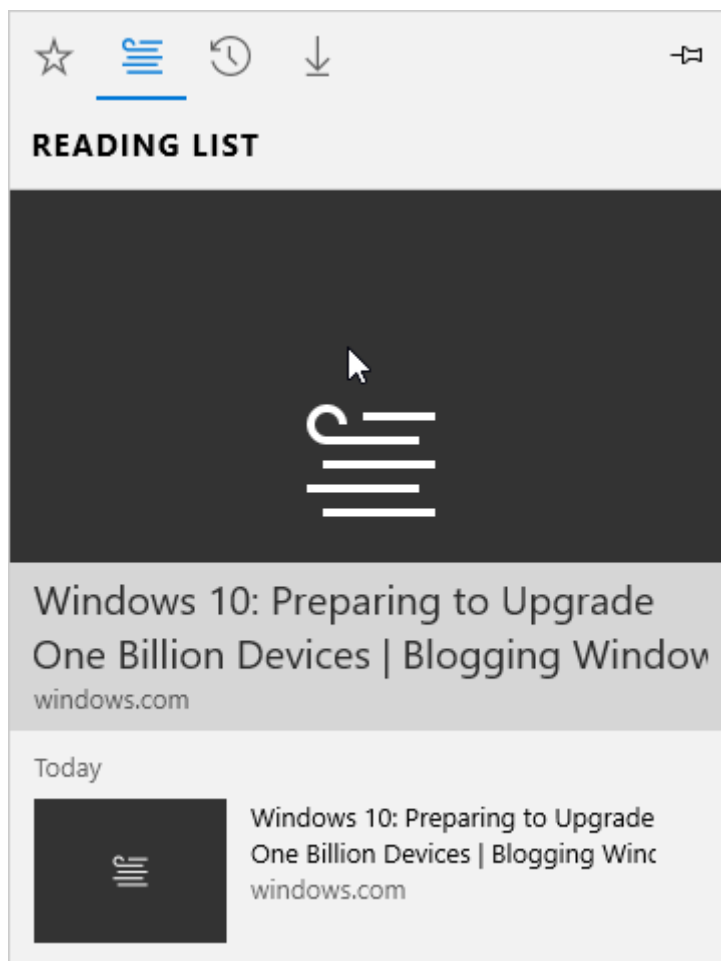 READING LIST
Windows 10: Preparing to Upgrade
One Billion Devices | Blogging Window
windows.com
Today
Windows 10: Preparing to Upgrade
One Billion Devices | Blogging Winc
windows.com